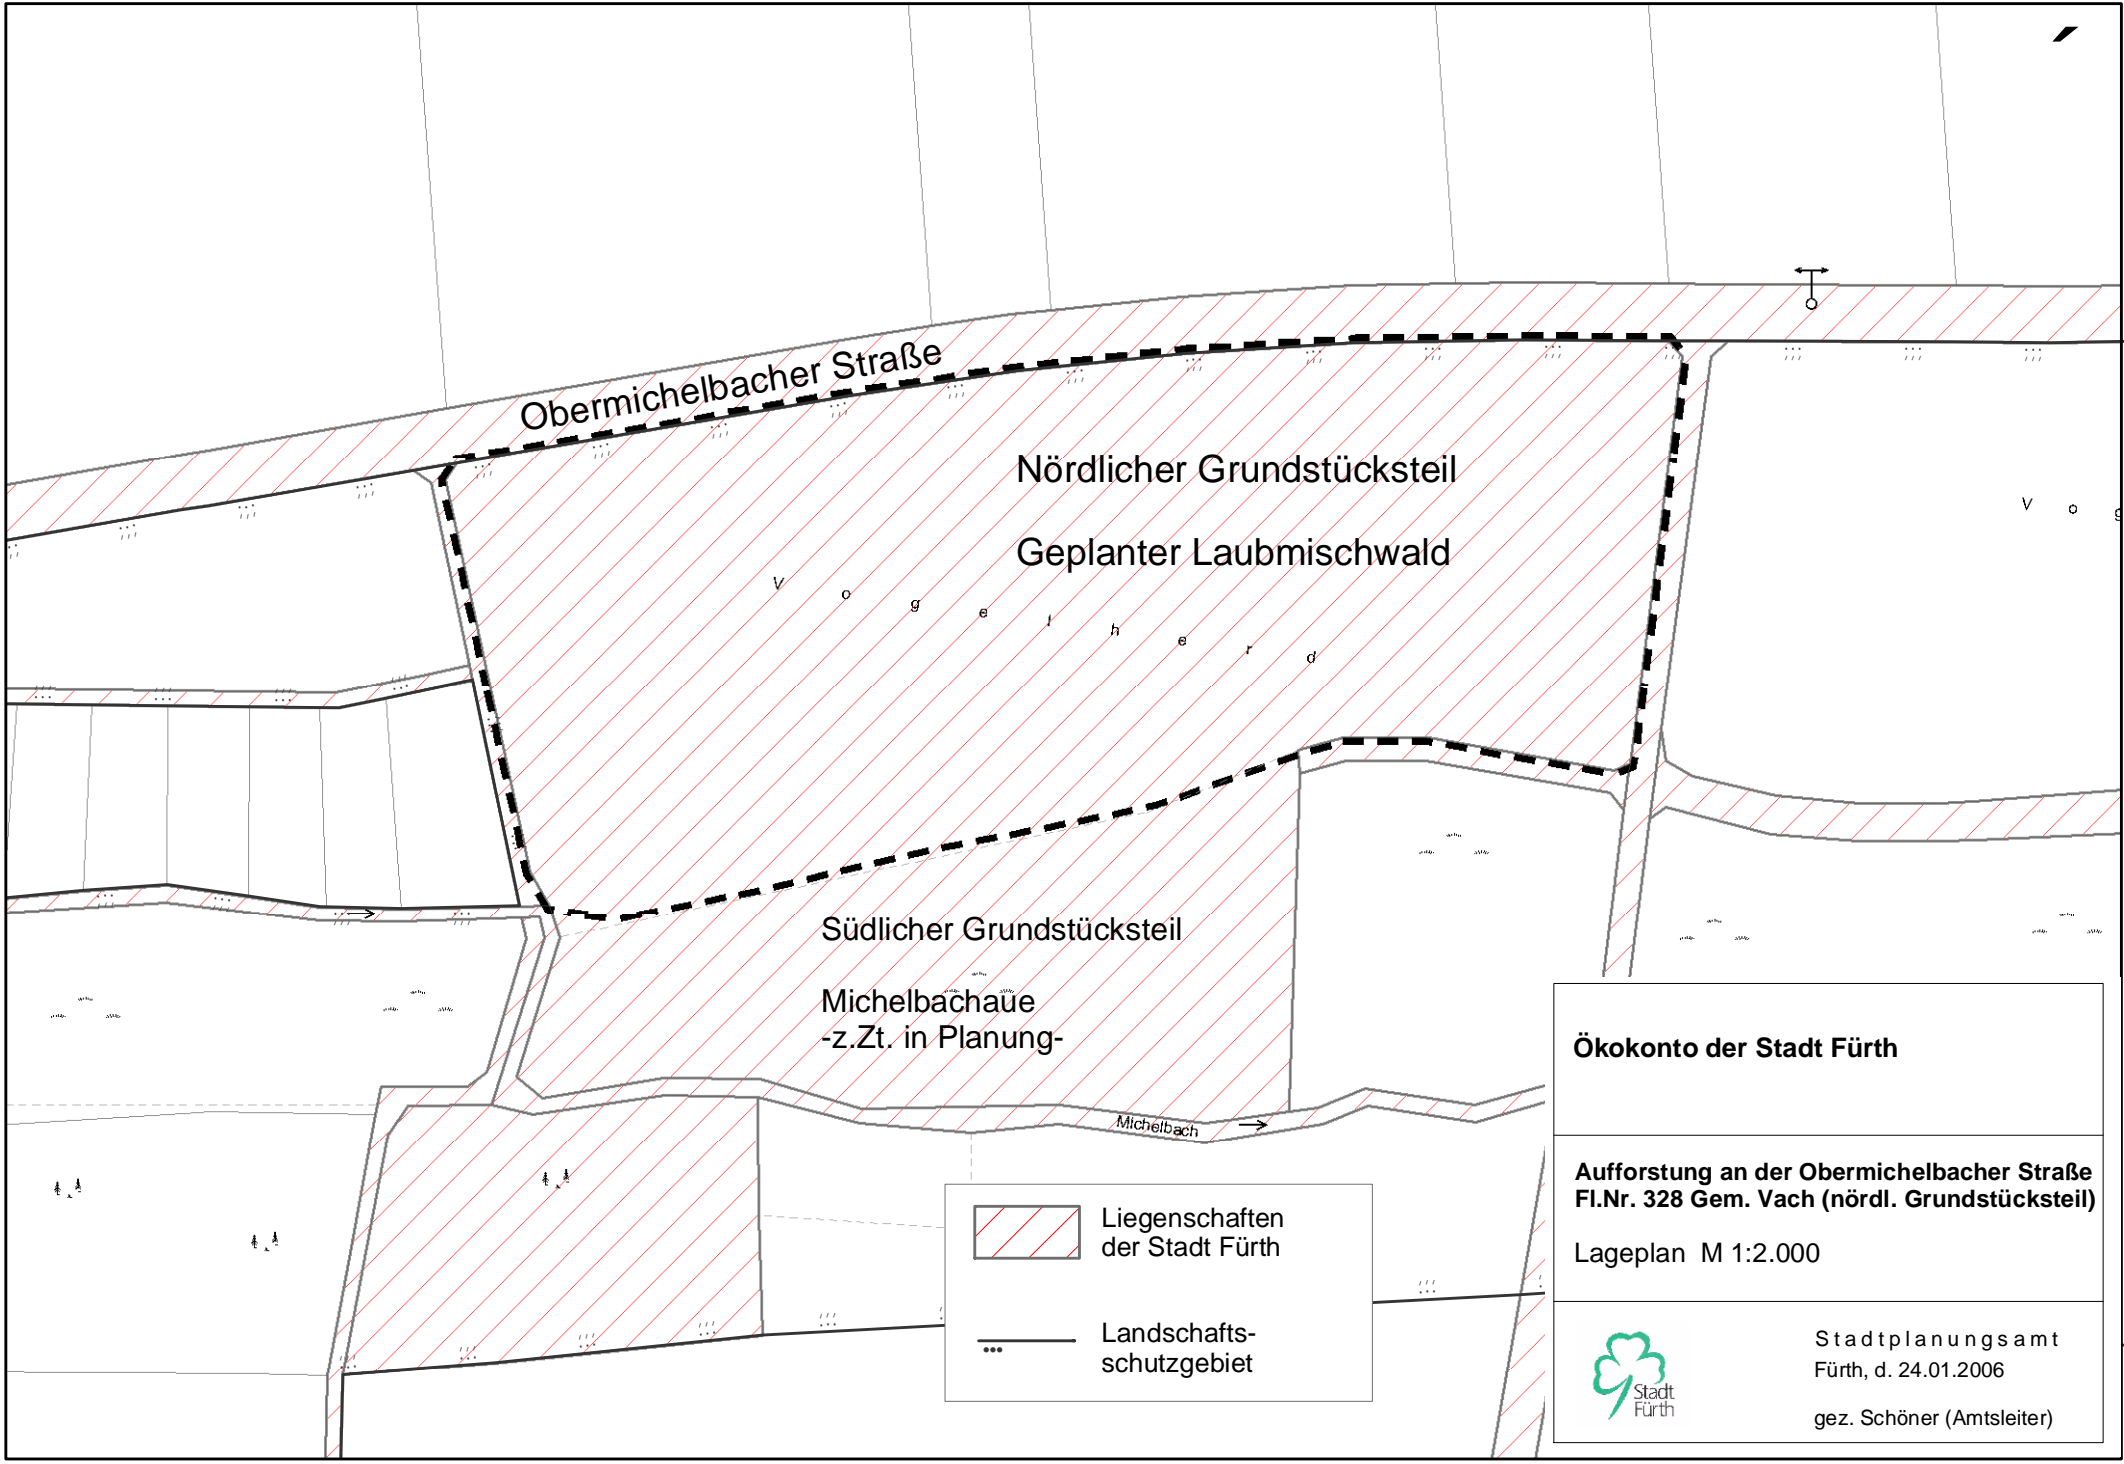 Obermichelbacher Straße
Nördlicher Grundstücksteil
Geplanter Laubmischwald
V o g
V o g e l h e r d
Südlicher Grundstücksteil
Michelbachaue
-z.Zt. in Planung-
Michelbach
Liegenschaften
der Stadt Fürth
Landschafts-
schutzgebiet
Ökokonto der Stadt Fürth
Aufforstung an der Obermichelbacher Straße
Fl.Nr. 328 Gem. Vach (nördl. Grundstücksteil)
Lageplan M 1:2.000
Stadt
Fürth
Stadtplanungsamt
Fürth, d. 24.01.2006
gez. Schöner (Amtsleiter)